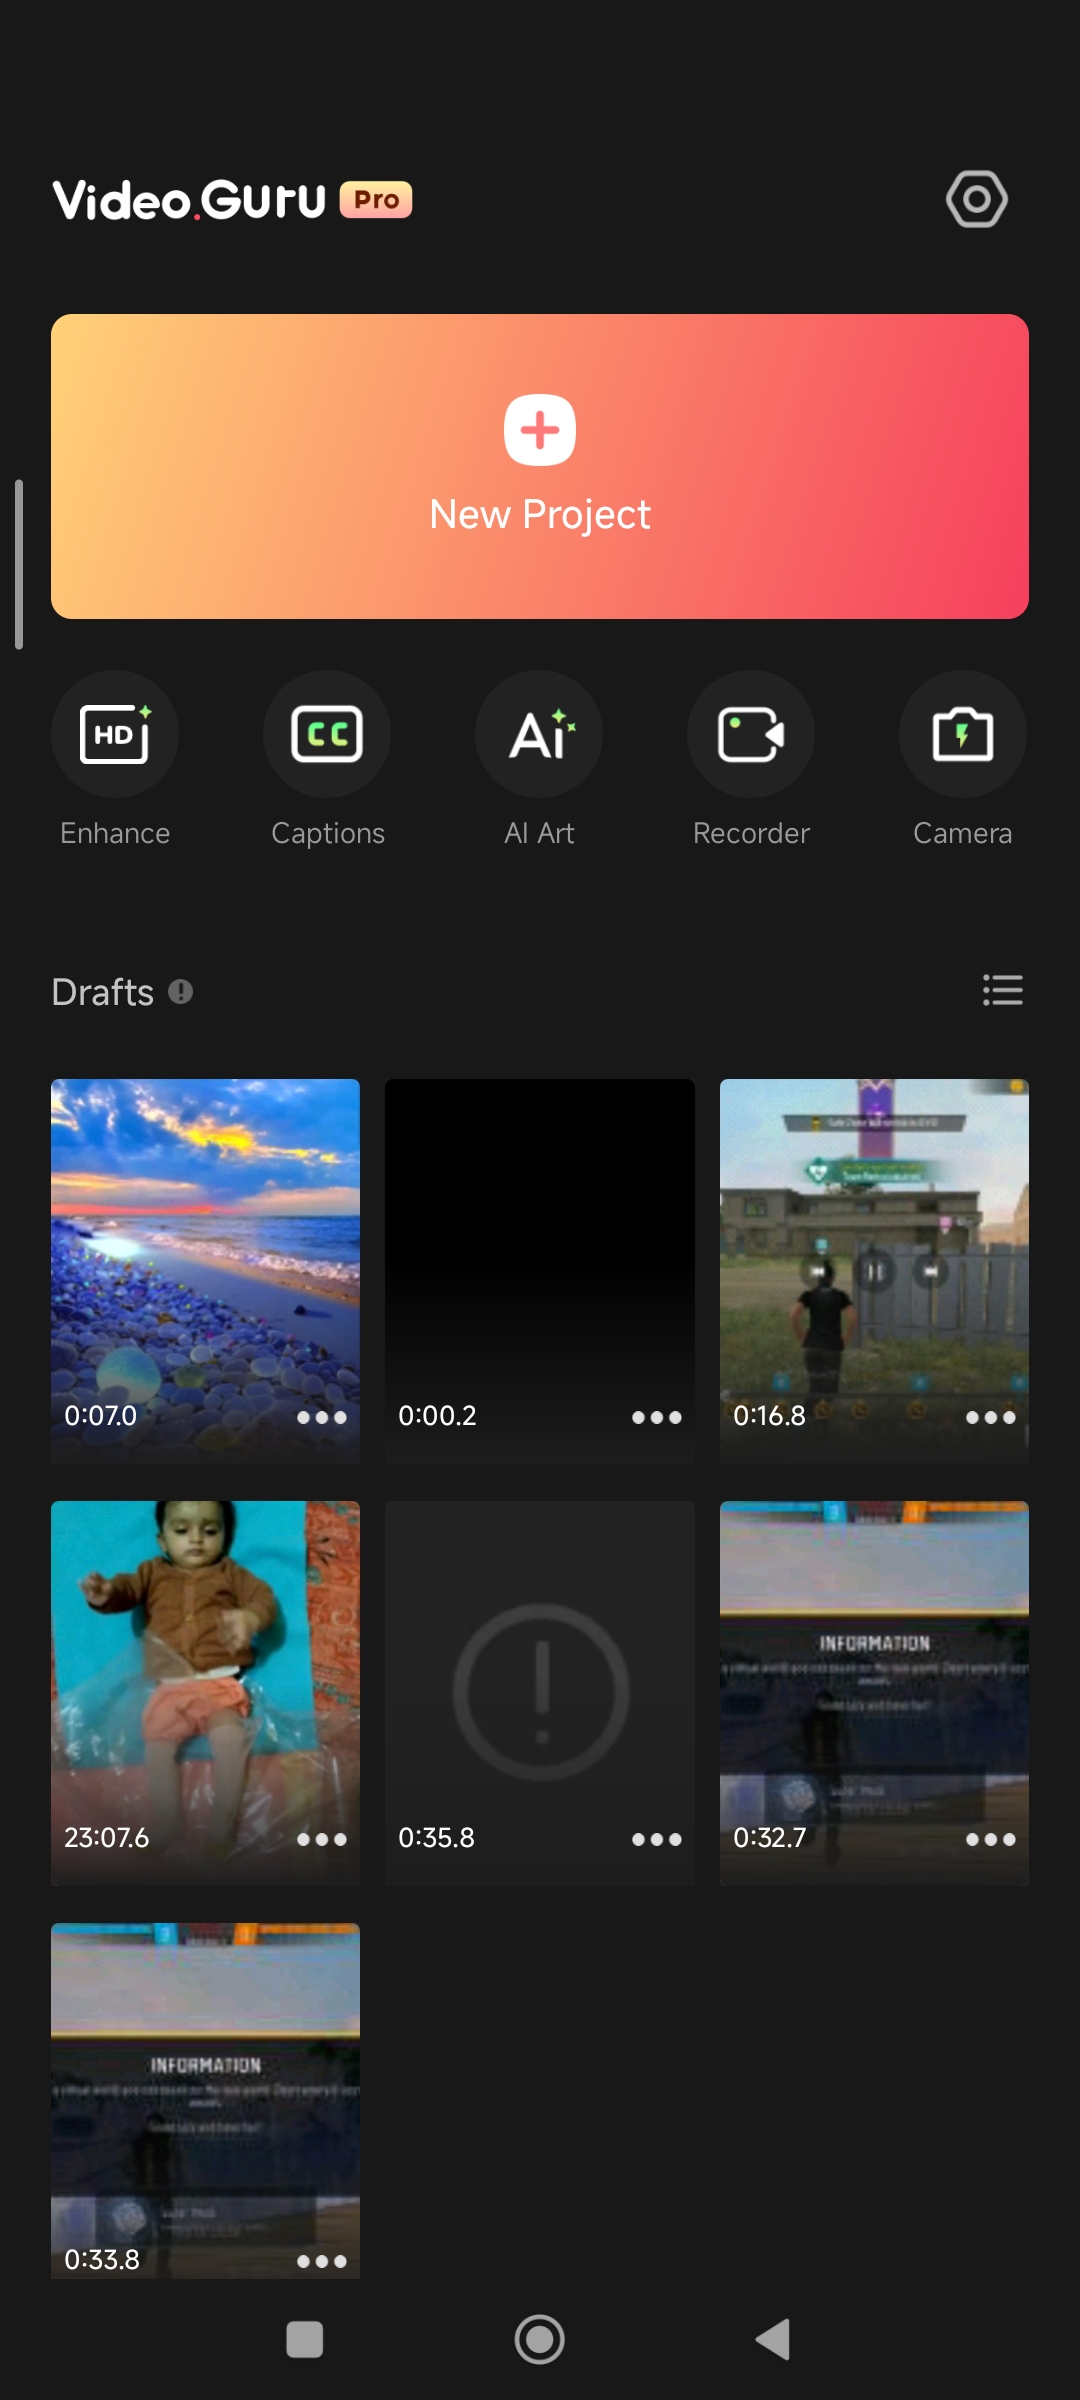 Video.Guru Pro
New Project
HD
CC
Ai
Enhance
Captions
AI Art
Recorder
Camera
Drafts
0:07.0
0:00.2
0:16.8
INFORMATION
23:07.6
0:35.8
0:32.7
INFORMATION
0:33.8